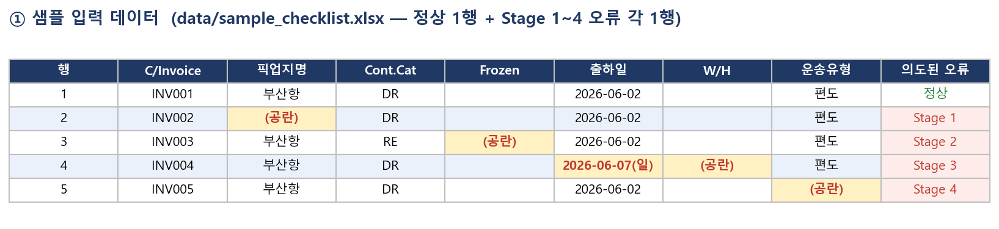 ① 샘플 입력 데이터 (data/sample_checklist.xlsx — 정상 1행 + Stage 1~4 오류 각 1행)
행 C/Invoice 픽업지명 Cont.Cat Frozen 출하일 W/H 운송유형 의도된 오류
1 INV001 부산항 DR 2026-06-02 편도 정상
2 INV002 (공란) DR 2026-06-02 편도 Stage 1
3 INV003 부산항 RE (공란) 2026-06-02 편도 Stage 2
4 INV004 부산항 DR 2026-06-07(일) (공란) 편도 Stage 3
5 INV005 부산항 DR 2026-06-02 (공란) Stage 4